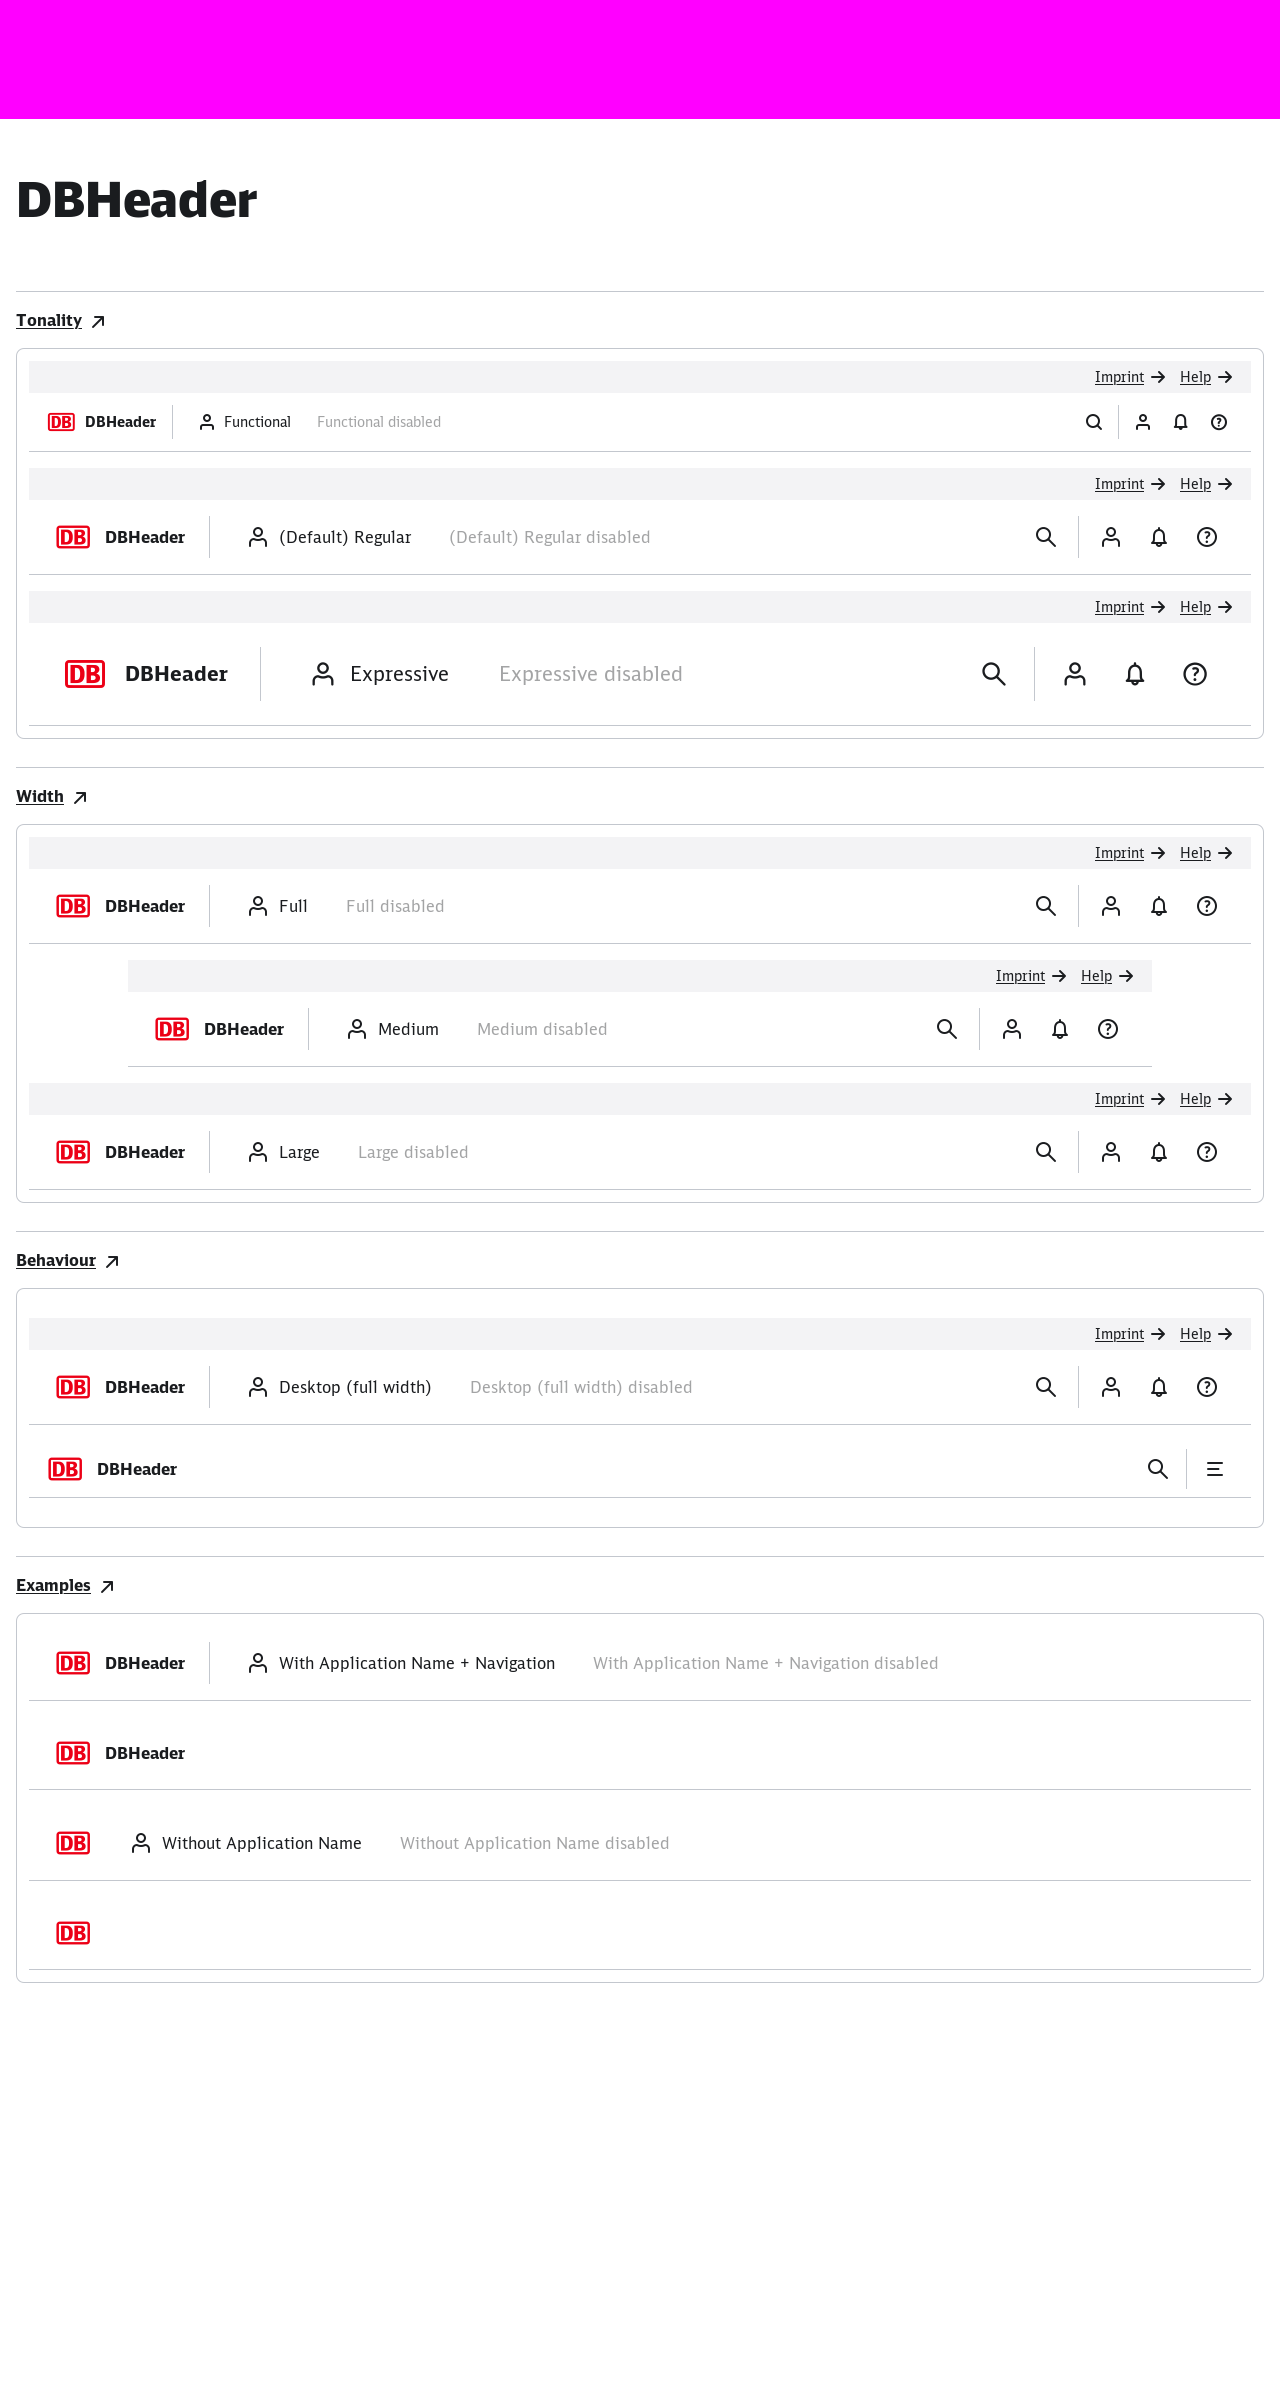 DBHeader
Tonality
Imprint Help
DB DBHeader Functional Functional disabled
Imprint Help
DB DBHeader (Default) Regular (Default) Regular disabled
Imprint Help
DB DBHeader Expressive Expressive disabled
Width
Imprint Help
DB DBHeader Full Full disabled
Imprint Help
DB DBHeader Medium Medium disabled
Imprint Help
DB DBHeader Large Large disabled
Behaviour
Imprint Help
DB DBHeader Desktop (full width) Desktop (full width) disabled
DB DBHeader
Examples
DB DBHeader With Application Name + Navigation With Application Name + Navigation disabled
DB DBHeader
DB Without Application Name Without Application Name disabled
DB